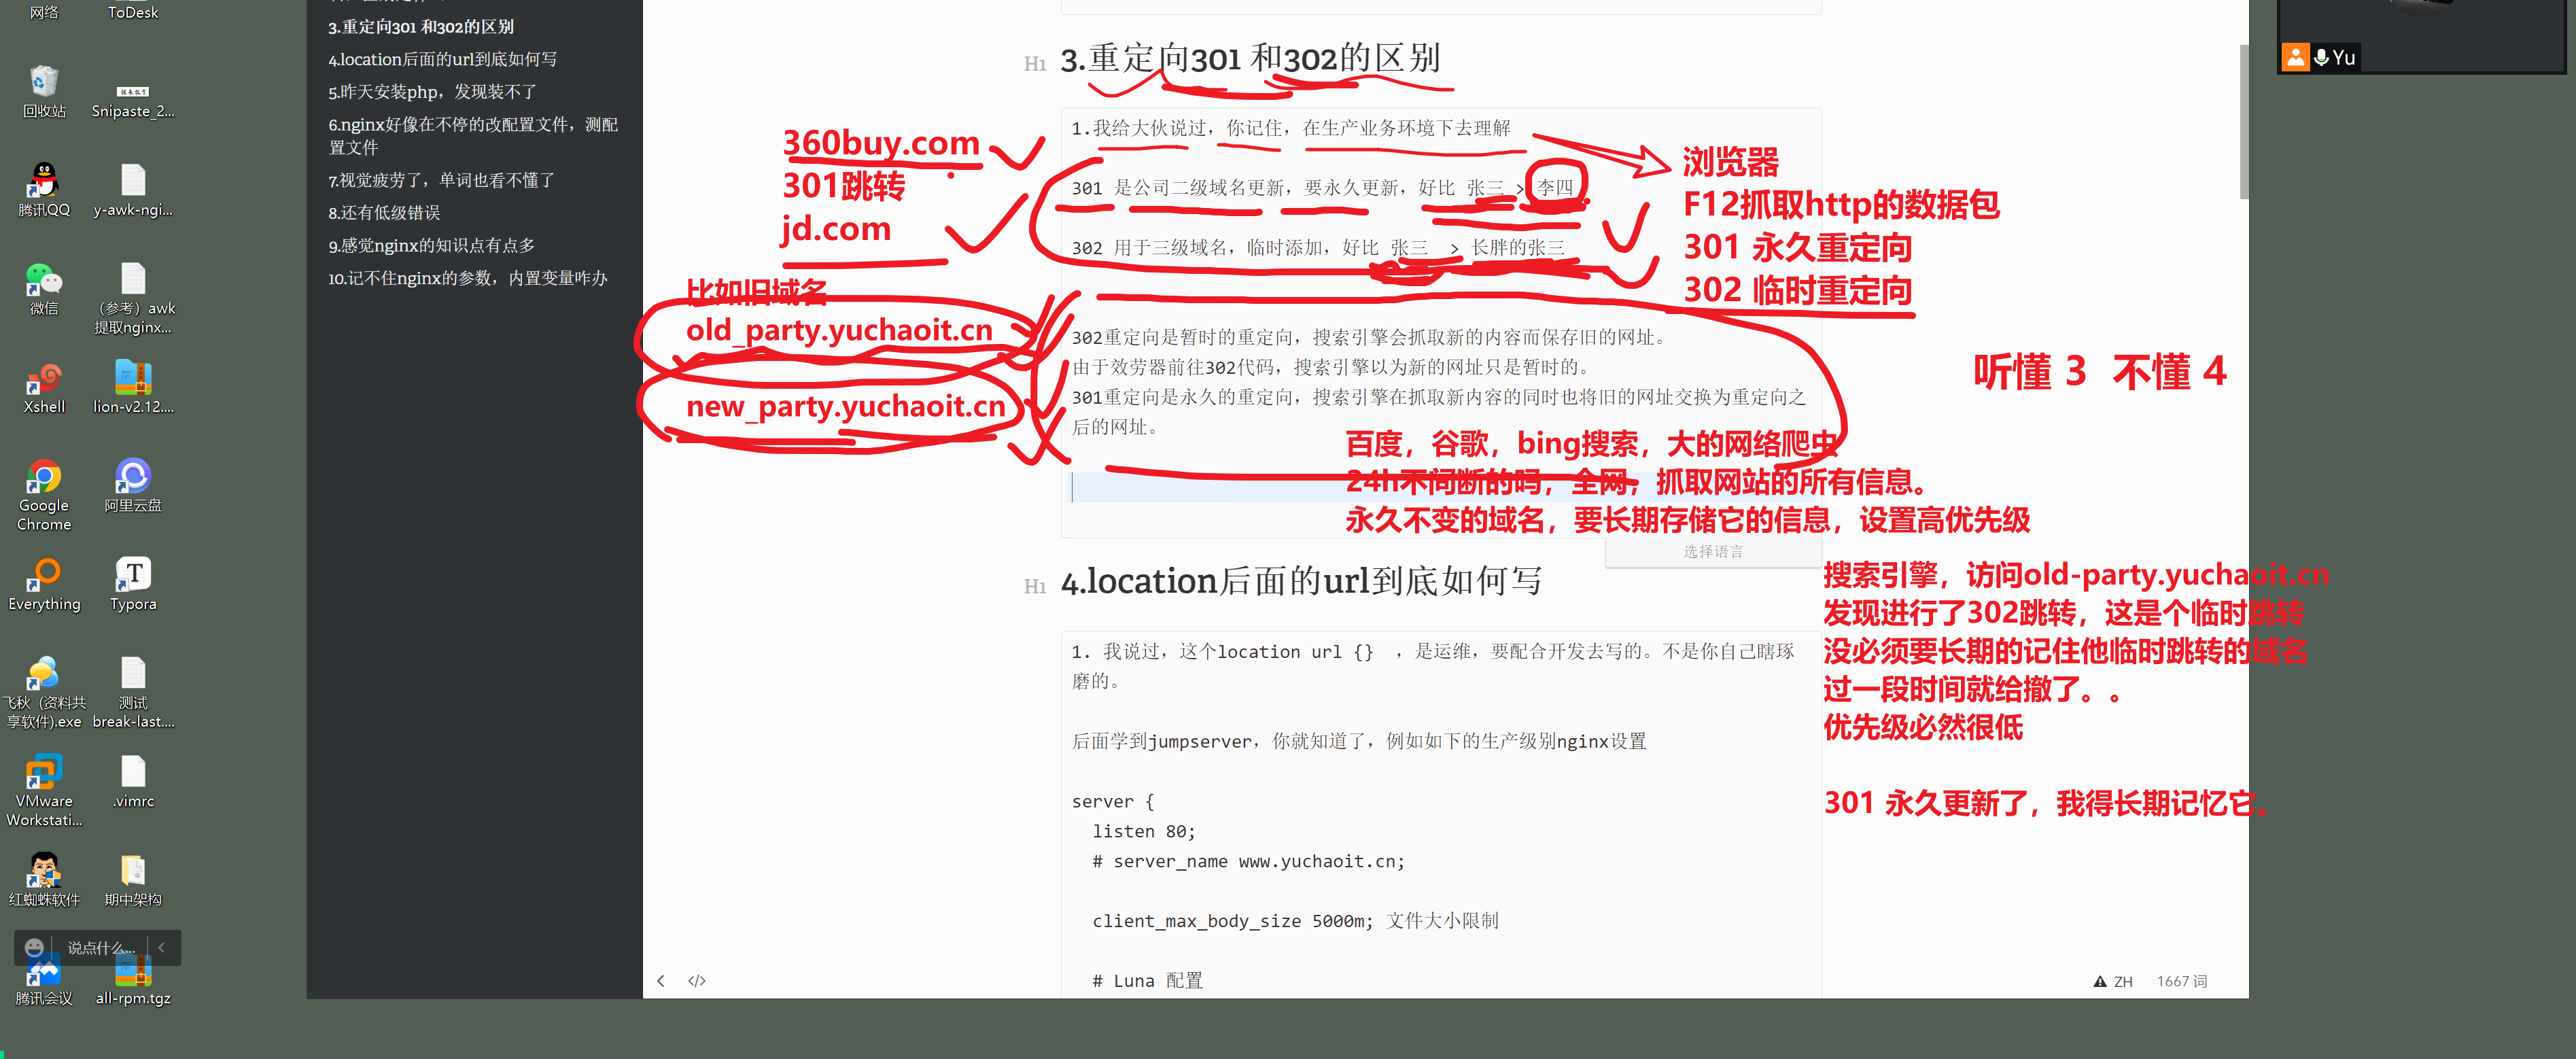 网络
ToDesk
回收站
Snipaste_2...
腾讯QQ
y-awk-ngi...
微信
（参考）awk
提取nginx...
Xshell
lion-v2.12....
Google
Chrome
阿里云盘
Everything
Typora
飞秋（资料共
享软件).exe
测试
break-last....
VMware
Workstati...
.vimrc
红蜘蛛软件
期中架构
说点什么...
腾讯会议
all-rpm.tgz
3.重定向301 和302的区别
4.location后面的url到底如何写
5.昨天安装php，发现装不了
6.nginx好像在不停的改配置文件，测配
置文件
7.视觉疲劳了，单词也看不懂了
8.还有低级错误
9.感觉nginx的知识点有点多
10.记不住nginx的参数，内置变量咋办
H1 3.重定向301 和302的区别
1.我给大伙说过，你记住，在生产业务环境下去理解
301 是公司二级域名更新，要永久更新，好比 张三 > 李四
302 用于三级域名，临时添加，好比 张三  > 长胖的张三
302重定向是暂时的重定向，搜索引擎会抓取新的内容而保存旧的网址。
由于效劳器前往302代码，搜索引擎以为新的网址只是暂时的。
301重定向是永久的重定向，搜索引擎在抓取新内容的同时也将旧的网址交换为重定向之
后的网址。
360buy.com
301跳转
jd.com
比如旧域名
old_party.yuchaoit.cn
new_party.yuchaoit.cn
浏览器
F12抓取http的数据包
301 永久重定向
302 临时重定向
听懂 3 不懂 4
百度，谷歌，bing搜索，大的网络爬虫
24h不间断的吗，全网，抓取网站的所有信息。
永久不变的域名，要长期存储它的信息，设置高优先级
选择语言
搜索引擎，访问old-party.yuchaoit.cn
发现进行了302跳转，这是个临时跳转
没必须要长期的记住他临时跳转的域名
过一段时间就给撤了。。
优先级必然很低
301 永久更新了，我得长期记忆它。
H1 4.location后面的url到底如何写
1. 我说过，这个location url {} ，是运维，要配合开发去写的。不是你自己瞎琢
磨的。
后面学到jumpserver，你就知道了，例如如下的生产级别nginx设置
server {
listen 80;
# server_name www.yuchaoit.cn;
client_max_body_size 5000m; 文件大小限制
# Luna 配置
</>
ZH
1667 词
Yu